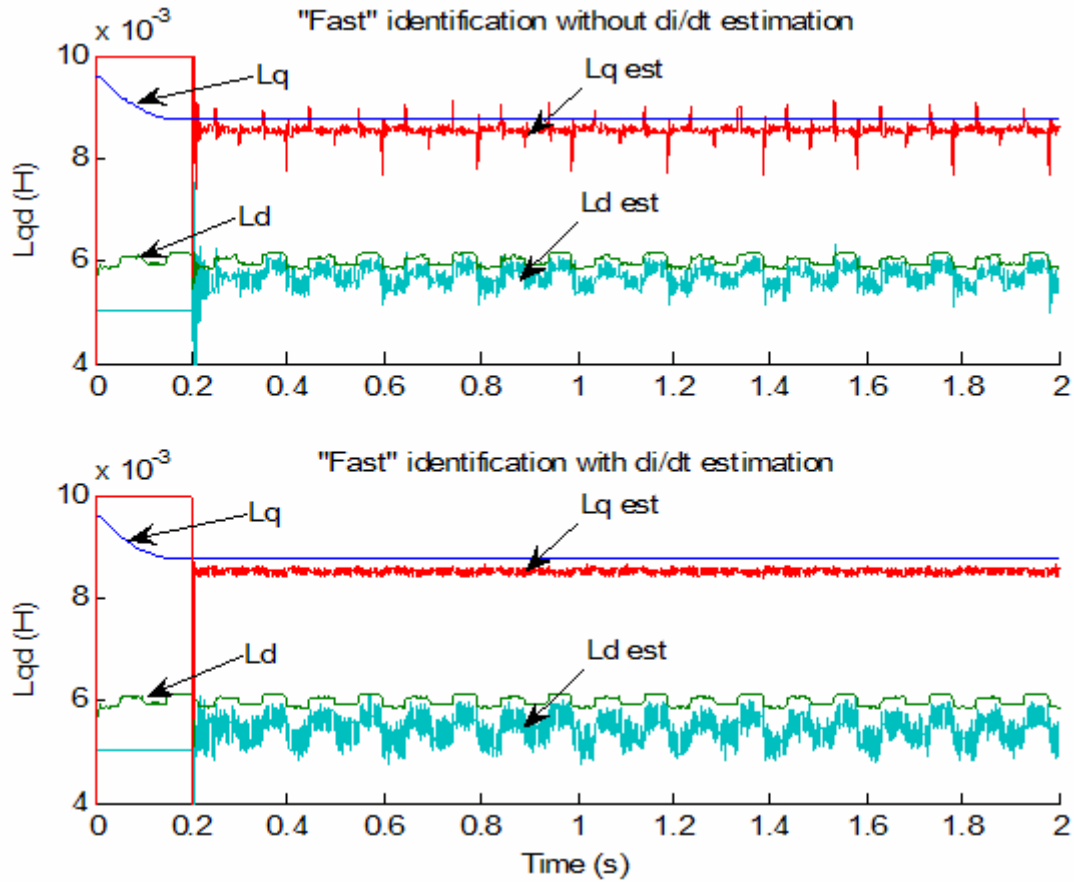 "Fast" identification without di/dt estimation
x 10⁻³
10
8
6
4
Lqd (H)
Lq
Lq est
Ld
Ld est
0 0.2 0.4 0.6 0.8 1 1.2 1.4 1.6 1.8 2
"Fast" identification with di/dt estimation
x 10⁻³
10
8
6
4
Lqd (H)
Lq
Lq est
Ld
Ld est
0 0.2 0.4 0.6 0.8 1 1.2 1.4 1.6 1.8 2
Time (s)